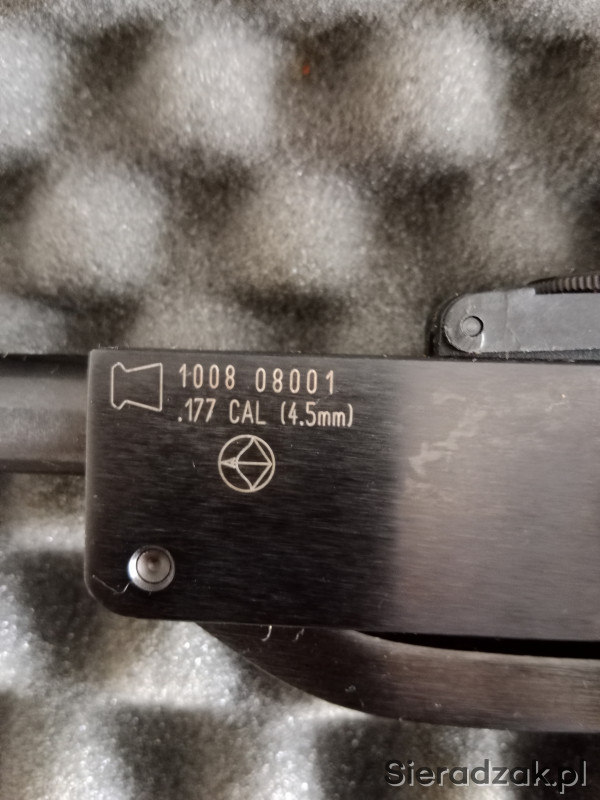 1008 08001
.177 CAL (4.5mm)
Sieradzak.pl